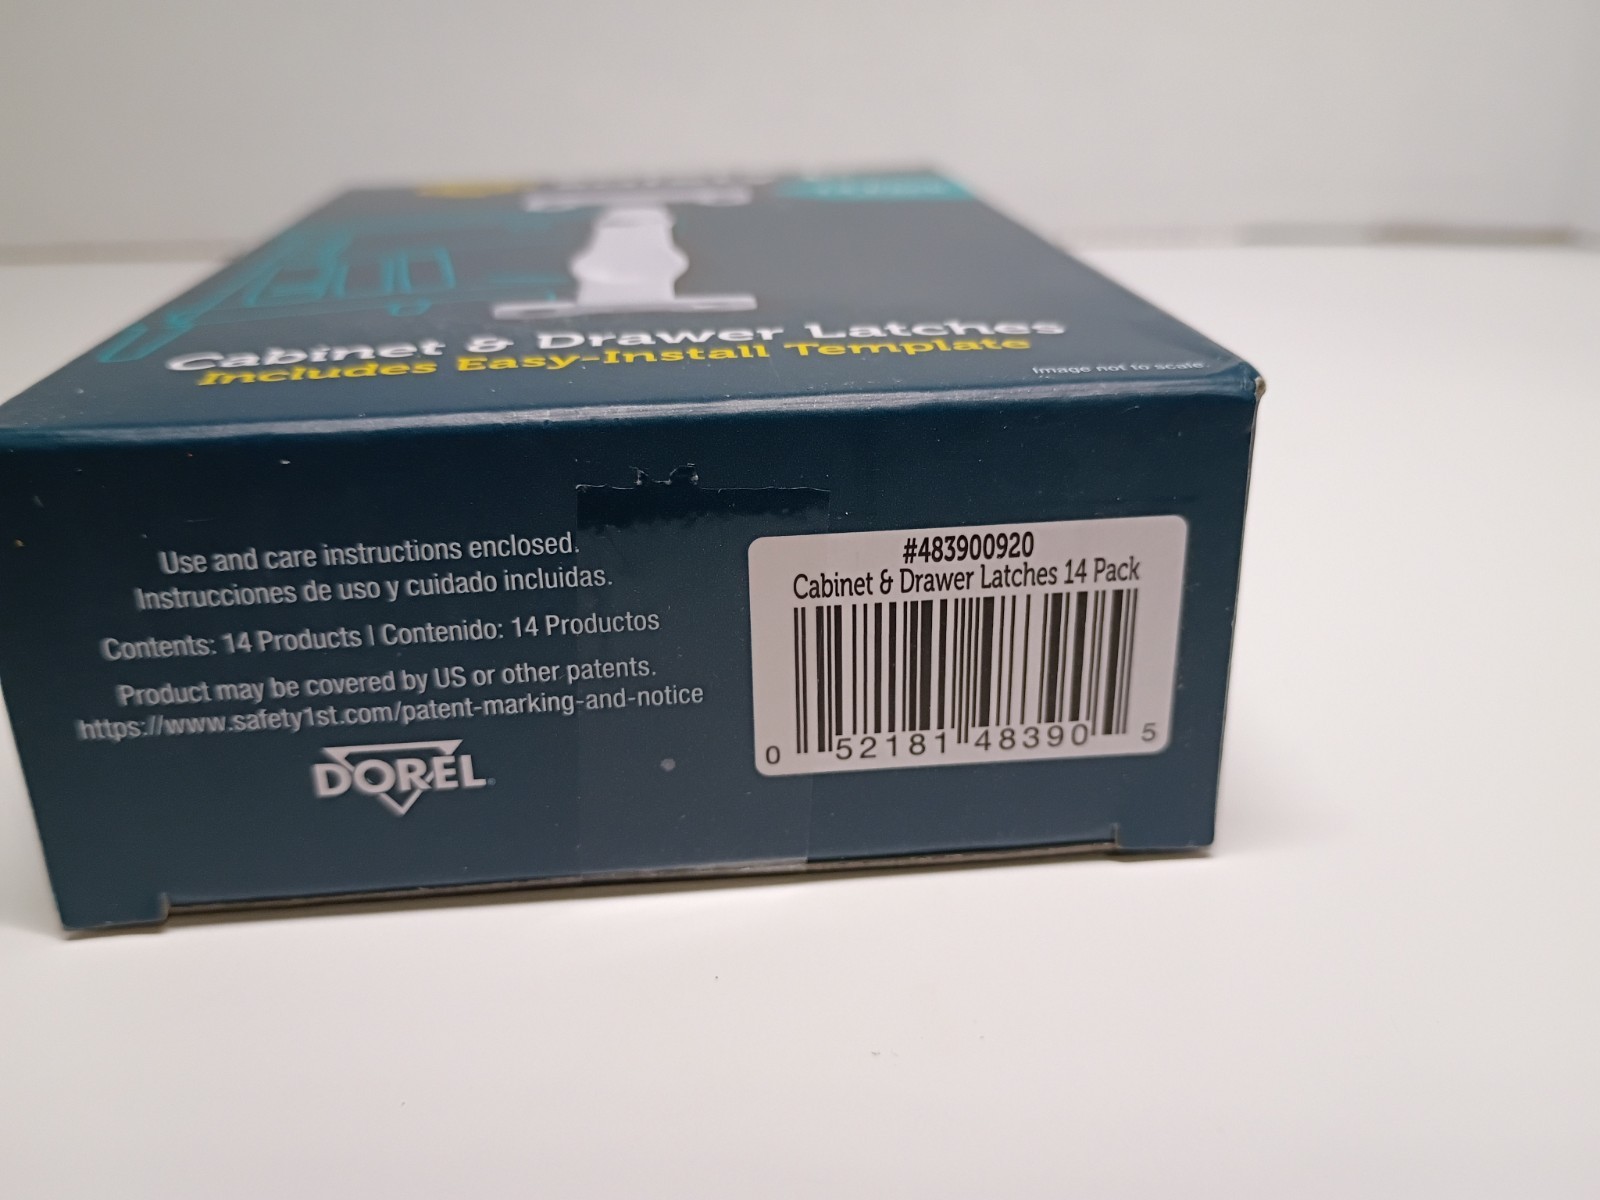 Cabinet & Drawer Latches
Includes Easy-Install Template
Image not to scale
Use and care instructions enclosed.
Instrucciones de uso y cuidado incluidas.
Contents: 14 Products | Contenido: 14 Productos
Product may be covered by US or other patents.
https://www.safety1st.com/patent-marking-and-notice
DOREL
#483900920
Cabinet & Drawer Latches 14 Pack
0 52181 48390 5